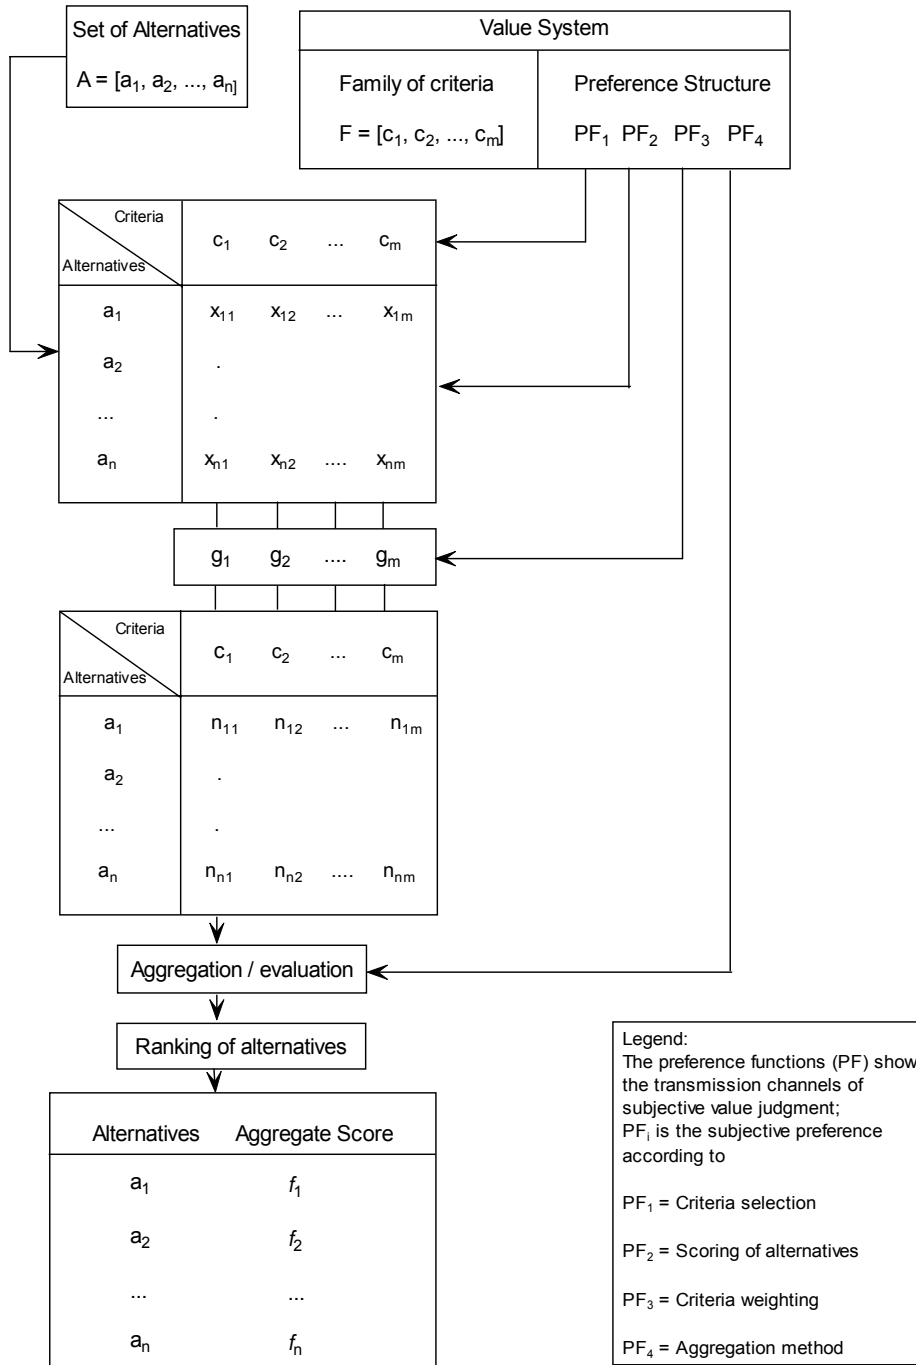 Set of Alternatives
A = [a₁, a₂, ..., aₙ]
Value System
Family of criteria
F = [c₁, c₂, ..., cₘ]
Preference Structure
PF₁ PF₂ PF₃ PF₄
Criteria
Alternatives
c₁ c₂ ... cₘ
a₁ x₁₁ x₁₂ ... x₁ₘ
a₂ .
... .
aₙ xₙ₁ xₙ₂ .... xₙₘ
g₁ g₂ .... gₘ
Criteria
Alternatives
c₁ c₂ ... cₘ
a₁ n₁₁ n₁₂ ... n₁ₘ
a₂ .
... .
aₙ nₙ₁ nₙ₂ .... nₙₘ
Aggregation / evaluation
Ranking of alternatives
Alternatives Aggregate Score
a₁ f₁
a₂ f₂
... ...
aₙ fₙ
Legend:
The preference functions (PF) show
the transmission channels of
subjective value judgment;
PFᵢ is the subjective preference
according to
PF₁ = Criteria selection
PF₂ = Scoring of alternatives
PF₃ = Criteria weighting
PF₄ = Aggregation method